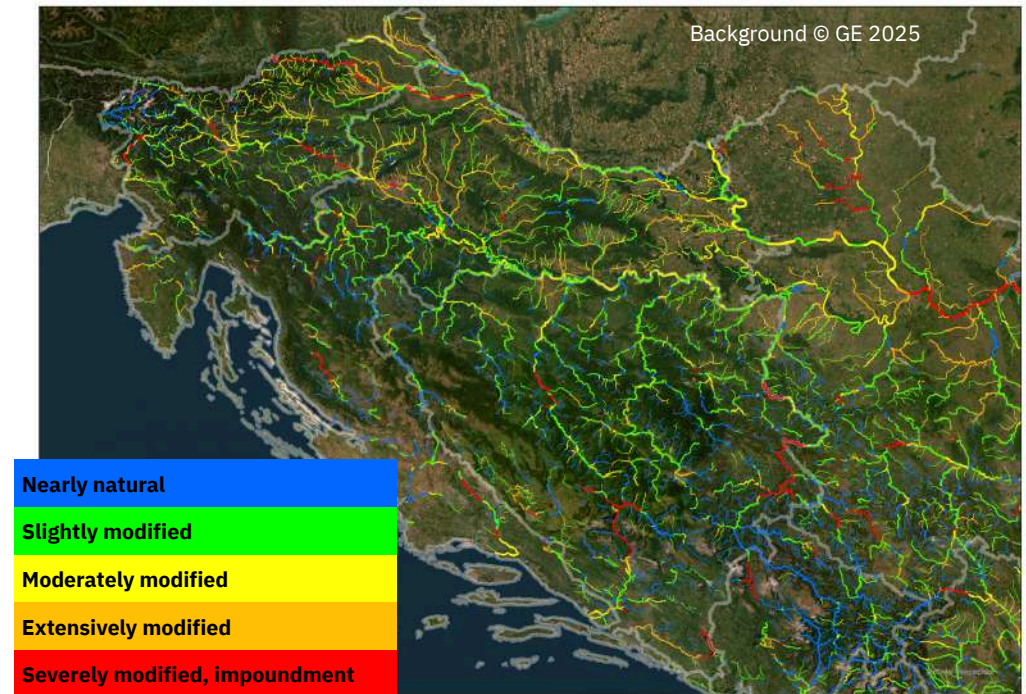 Background © GE 2025
Nearly natural
Slightly modified
Moderately modified
Extensively modified
Severely modified, impoundment